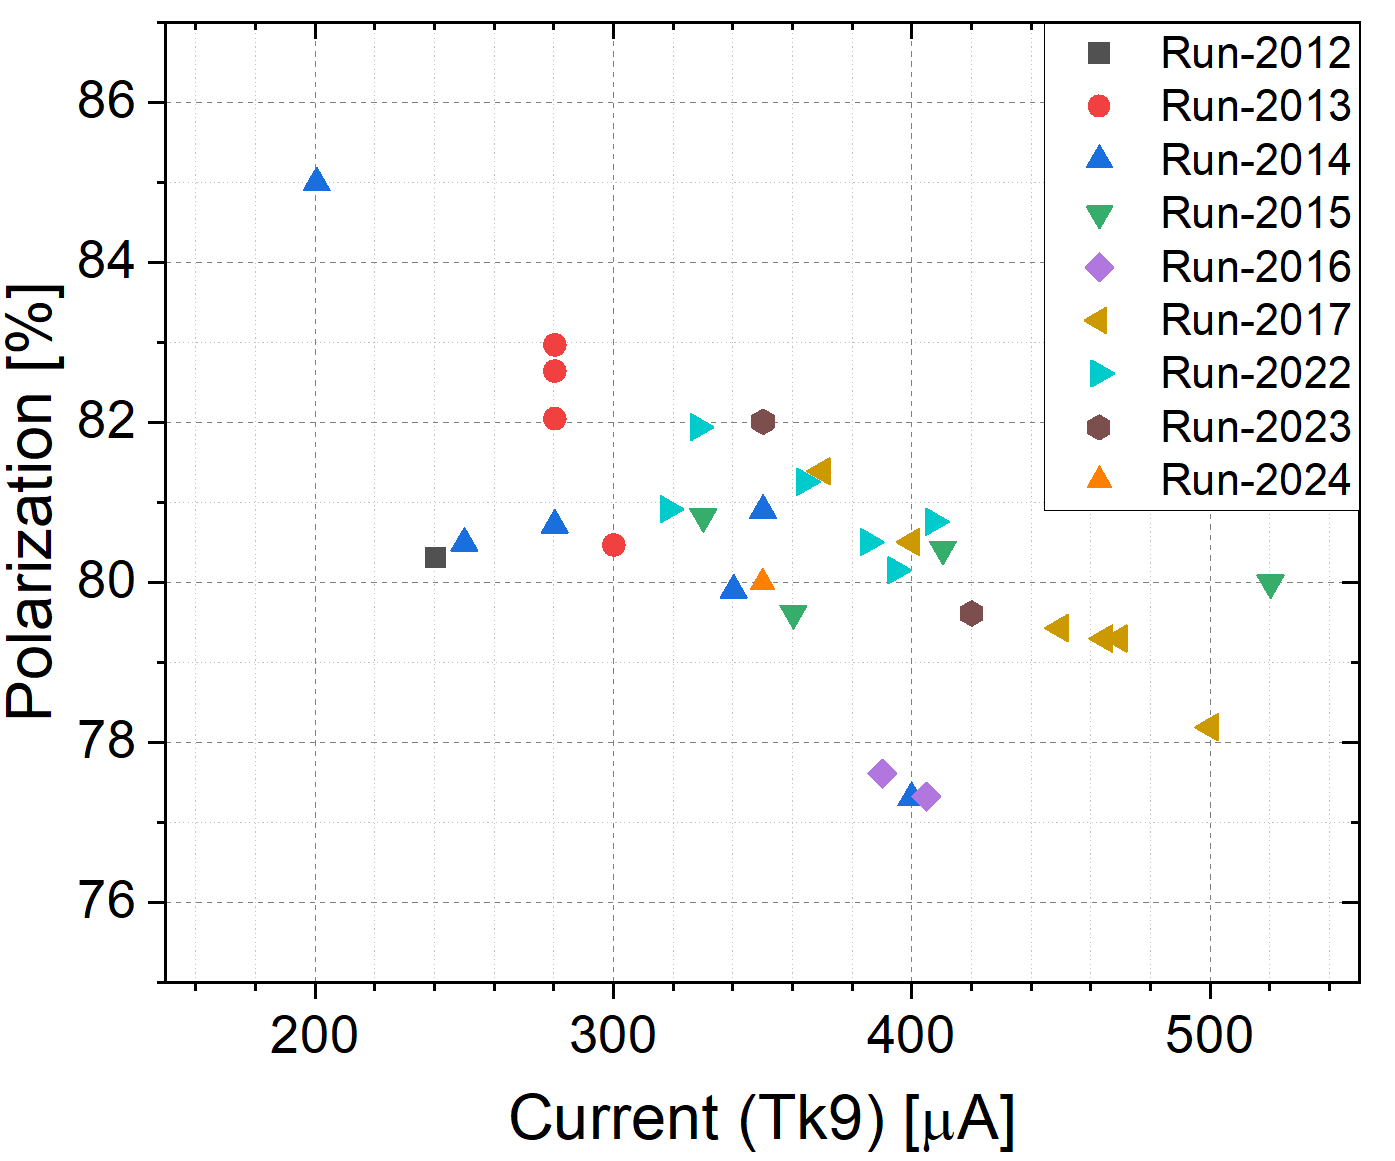 Run-2012
Run-2013
Run-2014
Run-2015
Run-2016
Run-2017
Run-2022
Run-2023
Run-2024
86
84
82
80
78
76
Polarization [%]
200 300 400 500
Current (Tk9) [μA]